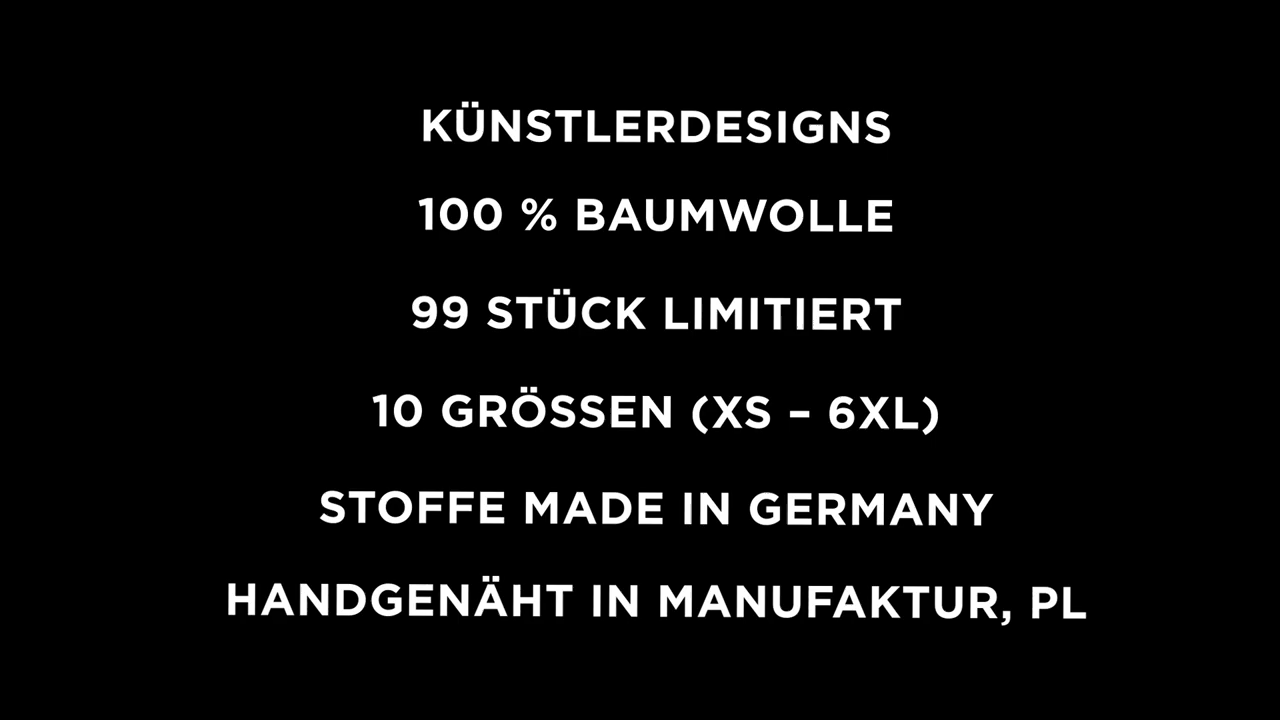 KÜNSTLERDESIGNS
100 % BAUMWOLLE
99 STÜCK LIMITIERT
10 GRÖSSEN (XS – 6XL)
STOFFE MADE IN GERMANY
HANDGENÄHT IN MANUFAKTUR, PL